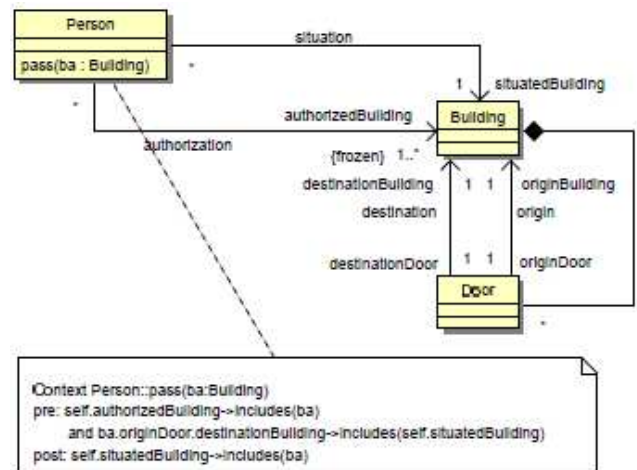 Person
pass(ba : Building)
situation
*
1
situatedBuilding
*
authorizedBuilding
authorization
{frozen}
1..*
Building
destinationBuilding
1
1
originBuilding
destination
origin
destinationDoor
1
1
originDoor
Door
*
Context Person::pass(ba:Building)
pre: self.authorizedBuilding->includes(ba)
and ba.originDoor.destinationBuilding->includes(self.situatedBuilding)
post: self.situatedBuilding->includes(ba)